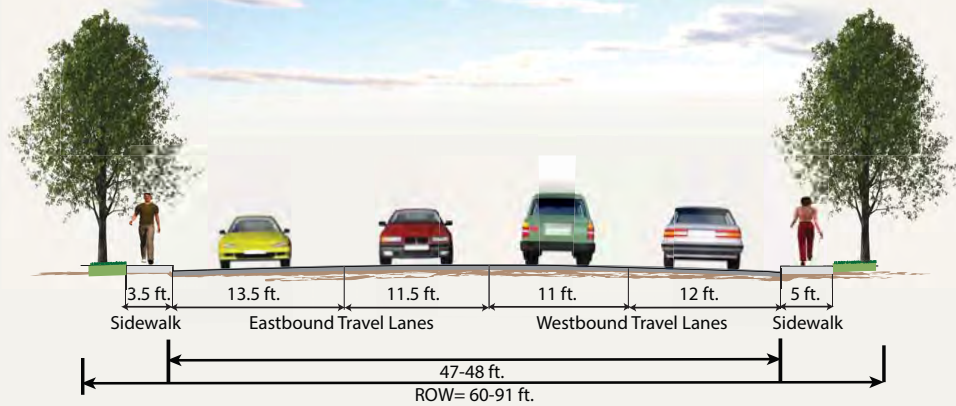 3.5 ft. 13.5 ft. 11.5 ft. 11 ft. 12 ft. 5 ft.
Sidewalk Eastbound Travel Lanes Westbound Travel Lanes Sidewalk
47-48 ft.
ROW= 60-91 ft.